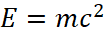 E = mc²